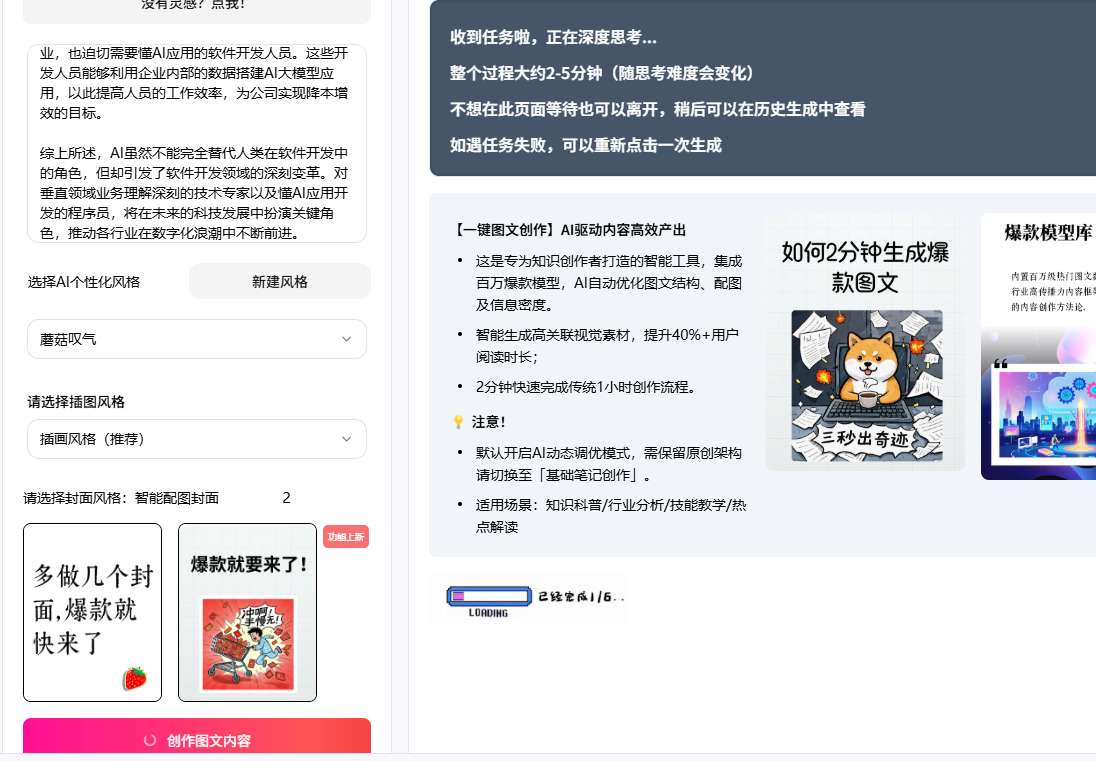 没有灵感？点我！
业，也迫切需要懂AI应用的软件开发人员。这些开
发人员能够利用企业内部的数据搭建AI大模型应
用，以此提高人员的工作效率，为公司实现降本增
效的目标。
综上所述，AI虽然不能完全替代人类在软件开发中
的角色，但却引发了软件开发领域的深刻变革。对
垂直领域业务理解深刻的技术专家以及懂AI应用开
发的程序员，将在未来的科技发展中扮演关键角
色，推动各行业在数字化浪潮中不断前进。
选择AI个性化风格
新建风格
蘑菇叹气
请选择插图风格
插画风格（推荐）
请选择封面风格：智能配图封面
2
多做几个封
面,爆款就
快来了
爆款就要来了！
冲啊！
手慢无！
功能上新
创作图文内容
收到任务啦，正在深度思考...
整个过程大约2-5分钟（随思考难度会变化）
不想在此页面等待也可以离开，稍后可以在历史生成中查看
如遇任务失败，可以重新点击一次生成
【一键图文创作】AI驱动内容高效产出
• 这是专为知识创作者打造的智能工具，集成
百万爆款模型，AI自动优化图文结构、配图
及信息密度。
• 智能生成高关联视觉素材，提升40%+用户
阅读时长；
• 2分钟快速完成传统1小时创作流程。
💡 注意！
• 默认开启AI动态调优模式，需保留原创架构
请切换至「基础笔记创作」。
• 适用场景：知识科普/行业分析/技能教学/热
点解读
如何2分钟生成爆
款图文
三秒出奇迹
爆款模型库
内置百万级热门图文数
行业高传播力内容框架
的内容创作方法论.
LOADING
已经完成1/6..